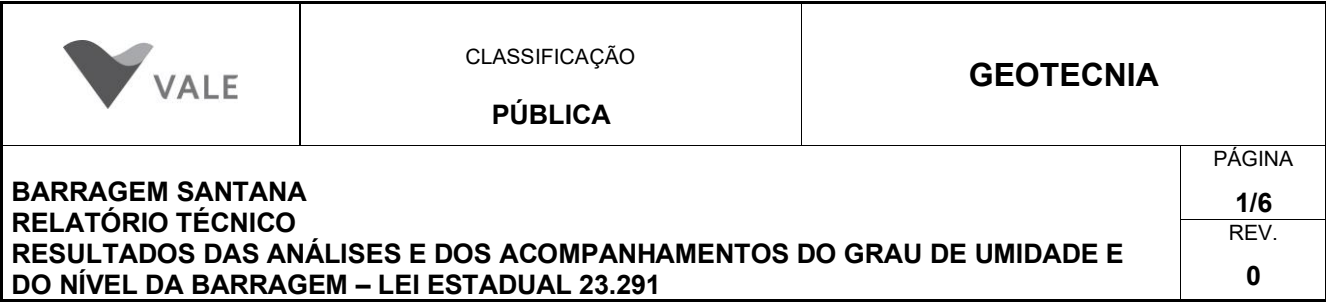 VALE
CLASSIFICAÇÃO
PÚBLICA
GEOTECNIA
BARRAGEM SANTANA
RELATÓRIO TÉCNICO
RESULTADOS DAS ANÁLISES E DOS ACOMPANHAMENTOS DO GRAU DE UMIDADE E
DO NÍVEL DA BARRAGEM – LEI ESTADUAL 23.291
PÁGINA
1/6
REV.
0